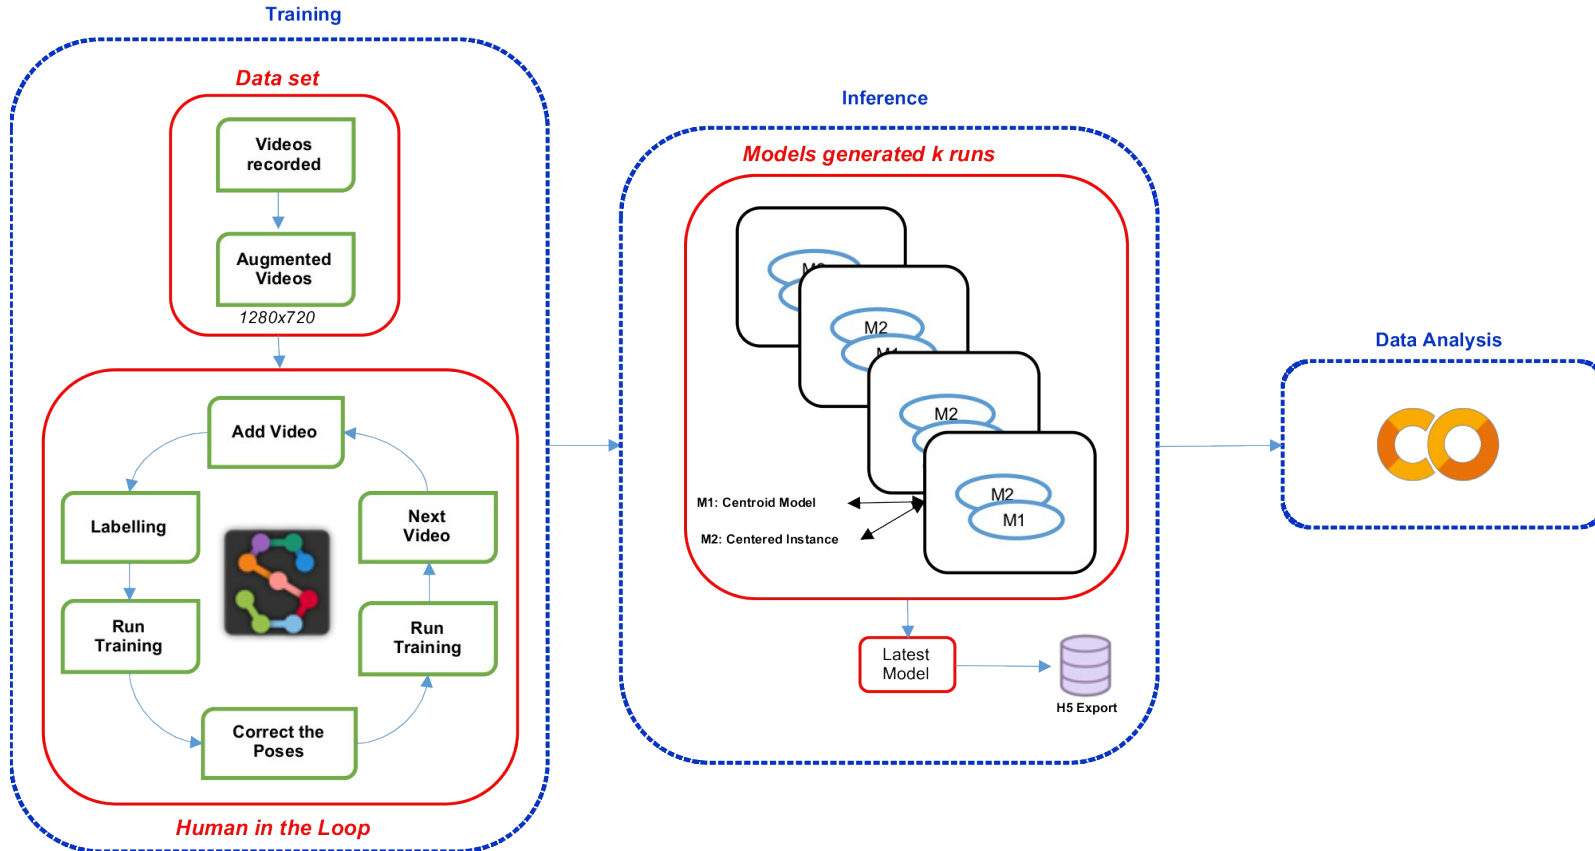 Training
Data set
Videos
recorded
Augmented
Videos
1280x720
Add Video
Labelling
Next
Video
Run
Training
Run
Training
Correct the
Poses
Human in the Loop
Inference
Models generated k runs
M2
M2
M1
M2
M2
M1
M1: Centroid Model
M2: Centered Instance
Latest
Model
H5 Export
Data Analysis